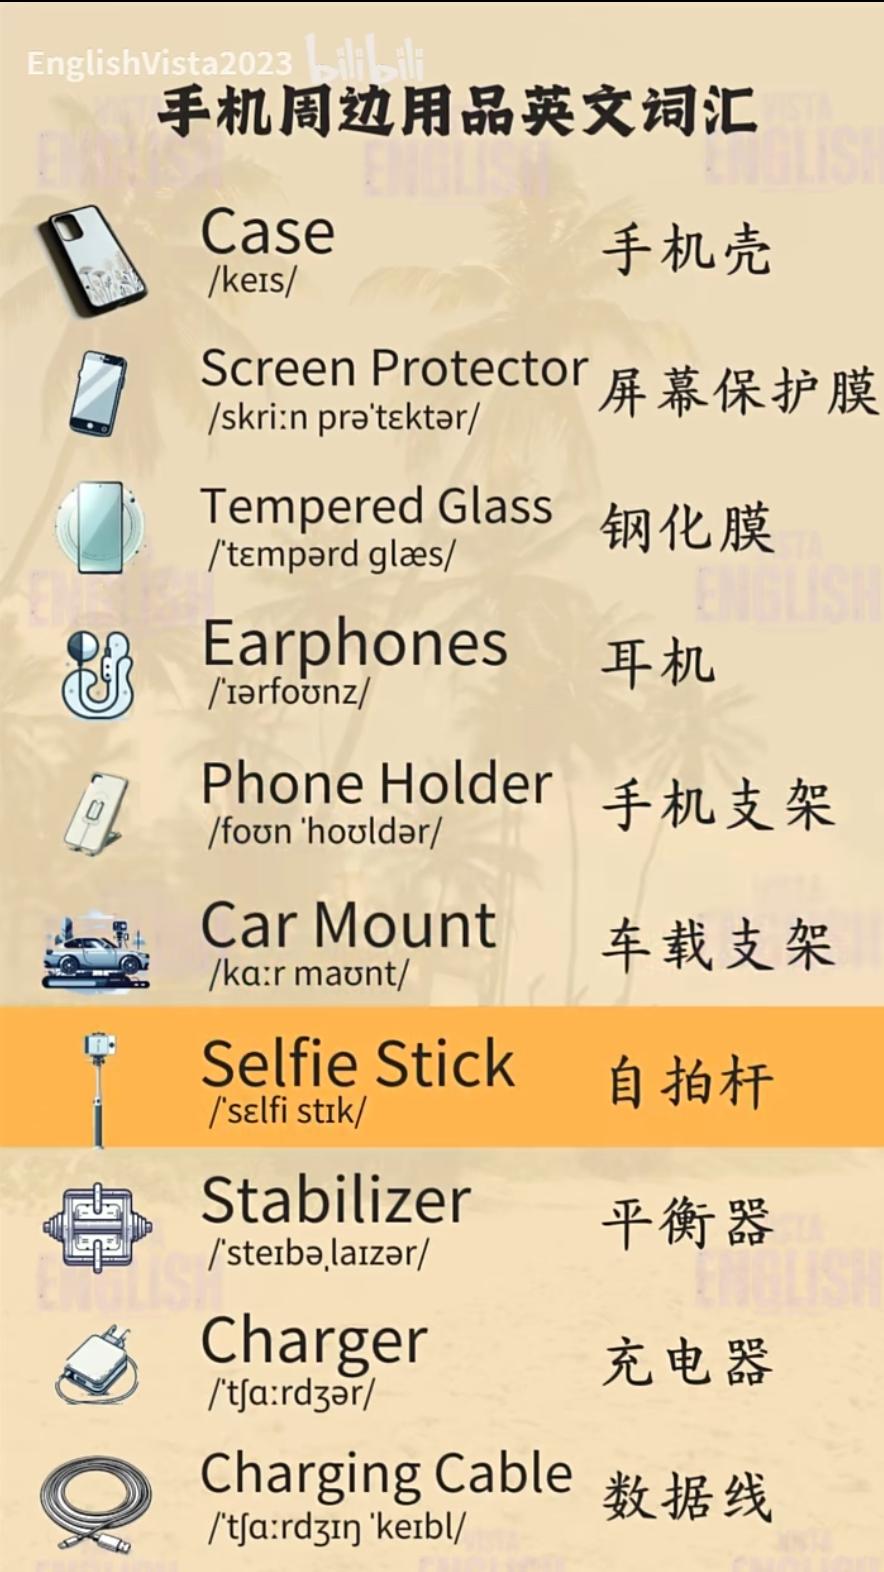 EnglishVista2023 bilibili
手机周边用品英文词汇
Case 手机壳
/keɪs/
Screen Protector 屏幕保护膜
/skriːn prəˈtɛktər/
Tempered Glass 钢化膜
/ˈtɛmpərd glæs/
Earphones 耳机
/ˈɪərfoʊnz/
Phone Holder 手机支架
/foʊn ˈhoʊldər/
Car Mount 车载支架
/kɑːr maʊnt/
Selfie Stick 自拍杆
/ˈsɛlfi stɪk/
Stabilizer 平衡器
/ˈsteɪbəˌlaɪzər/
Charger 充电器
/ˈtʃɑːrdʒər/
Charging Cable 数据线
/ˈtʃɑːrdʒɪŋ ˈkeɪbl/